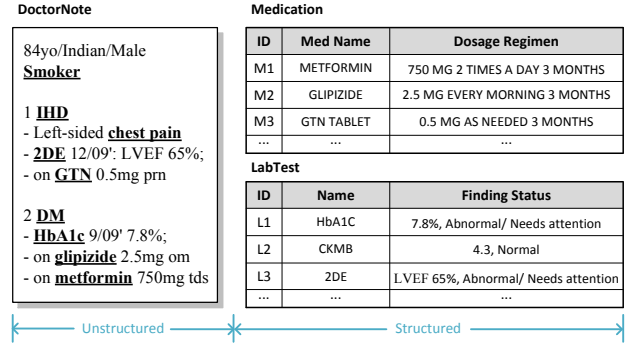 DoctorNote
84yo/Indian/Male
Smoker
1 IHD
- Left-sided chest pain
- 2DE 12/09': LVEF 65%;
- on GTN 0.5mg prn
2 DM
- HbA1c 9/09' 7.8%;
- on glipizide 2.5mg om
- on metformin 750mg tds
Medication
ID Med Name Dosage Regimen
M1 METFORMIN 750 MG 2 TIMES A DAY 3 MONTHS
M2 GLIPIZIDE 2.5 MG EVERY MORNING 3 MONTHS
M3 GTN TABLET 0.5 MG AS NEEDED 3 MONTHS
... ... ...
LabTest
ID Name Finding Status
L1 HbA1C 7.8%, Abnormal/ Needs attention
L2 CKMB 4.3, Normal
L3 2DE LVEF 65%, Abnormal/ Needs attention
... ... ...
Unstructured Structured